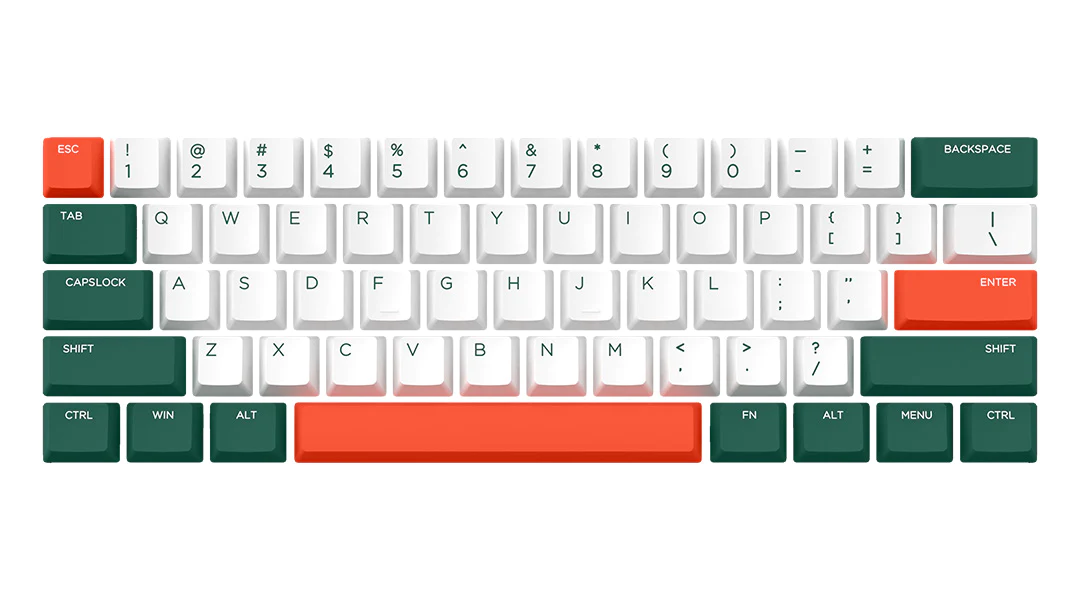 ESC ! @ # $ % ^ & * ( ) — + BACKSPACE
1 2 3 4 5 6 7 8 9 0 - =
TAB Q W E R T Y U I O P { } |
[ ] \
CAPSLOCK A S D F G H J K L : " ENTER
; '
SHIFT Z X C V B N M < > ? SHIFT
, . /
CTRL WIN ALT FN ALT MENU CTRL